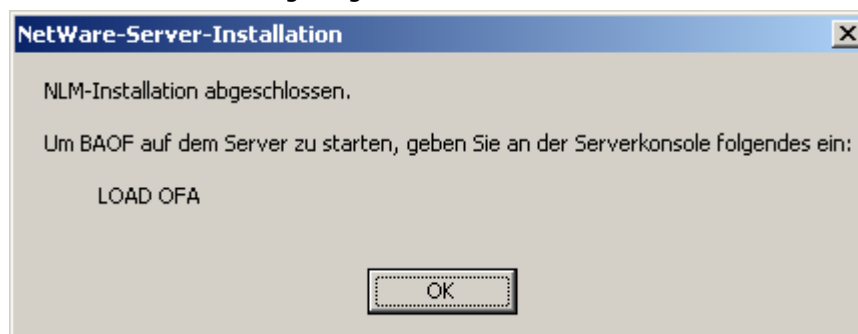 NetWare-Server-Installation
NLM-Installation abgeschlossen.
Um BAOF auf dem Server zu starten, geben Sie an der Serverkonsole folgendes ein:
LOAD OFA
OK